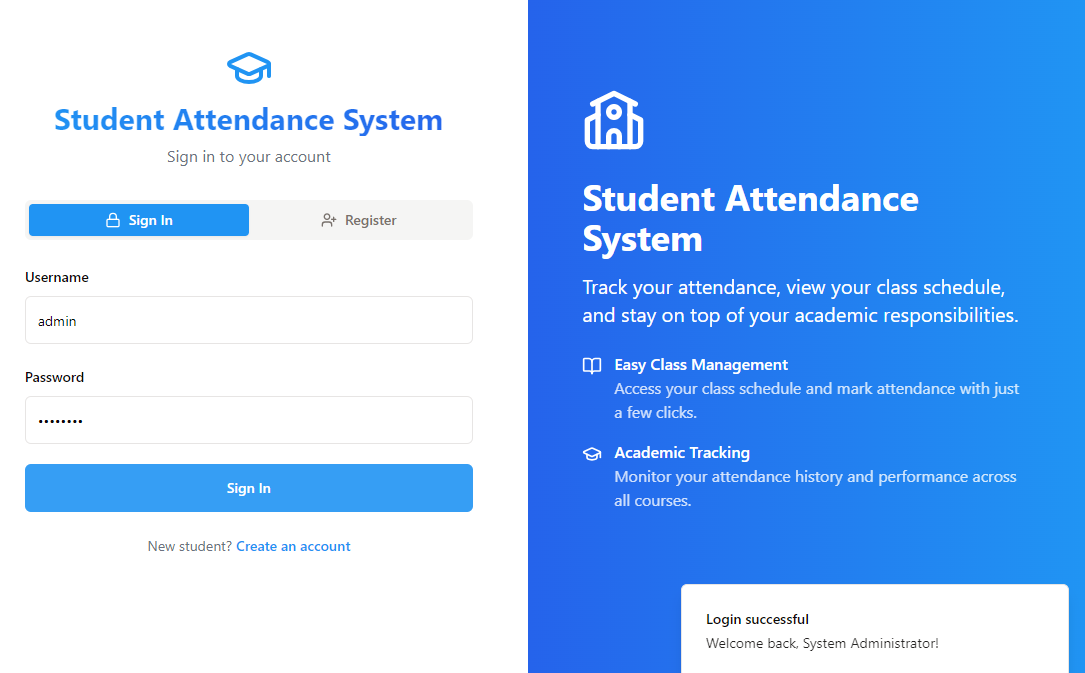 Student Attendance System
Sign in to your account
Sign In
Register
Username
admin
Password
••••••••
Sign In
New student? Create an account
Student Attendance
System
Track your attendance, view your class schedule,
and stay on top of your academic responsibilities.
Easy Class Management
Access your class schedule and mark attendance with just
a few clicks.
Academic Tracking
Monitor your attendance history and performance across
all courses.
Login successful
Welcome back, System Administrator!